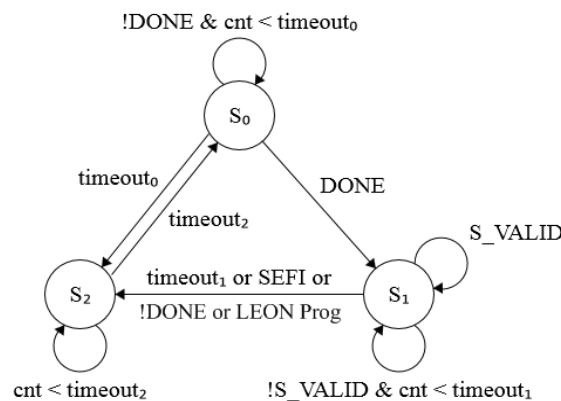 !DONE & cnt < timeout₀
S₀
timeout₀
timeout₂
DONE
S_VALID
timeout₁ or SEFI or
!DONE or LEON Prog
S₂
S₁
cnt < timeout₂
!S_VALID & cnt < timeout₁